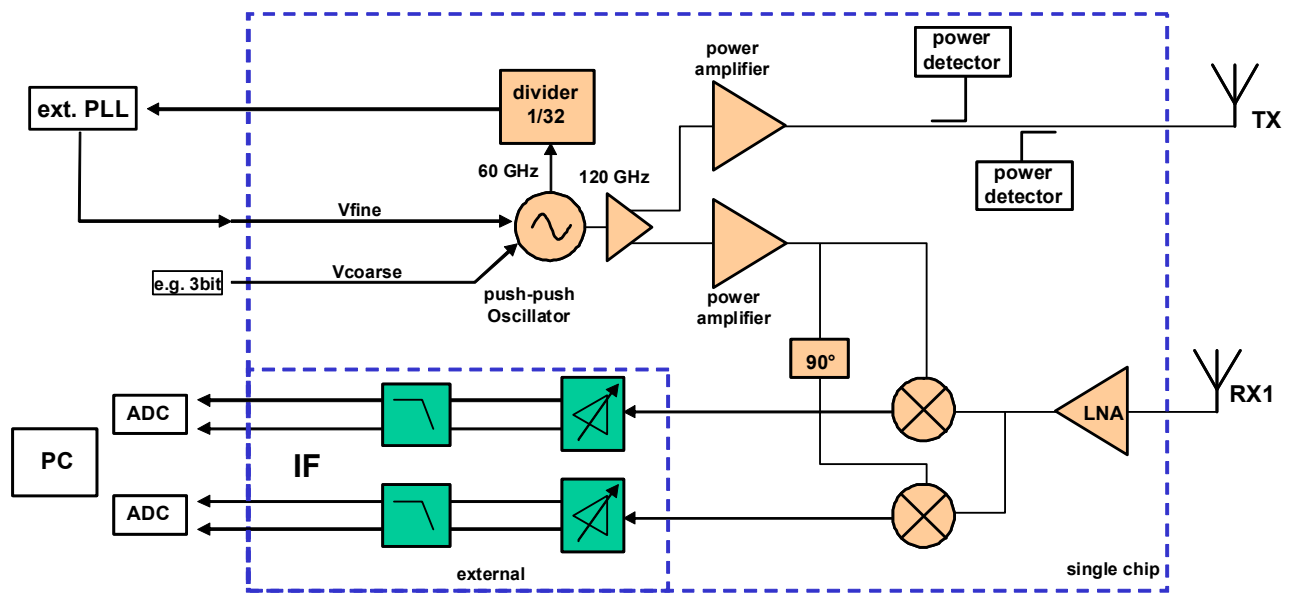 power
detector
power
amplifier
divider
1/32
ext. PLL
TX
60 GHz
120 GHz
power
detector
Vfine
Vcoarse
e.g. 3bit
push-push
Oscillator
power
amplifier
90°
RX1
LNA
ADC
PC
IF
ADC
external
single chip